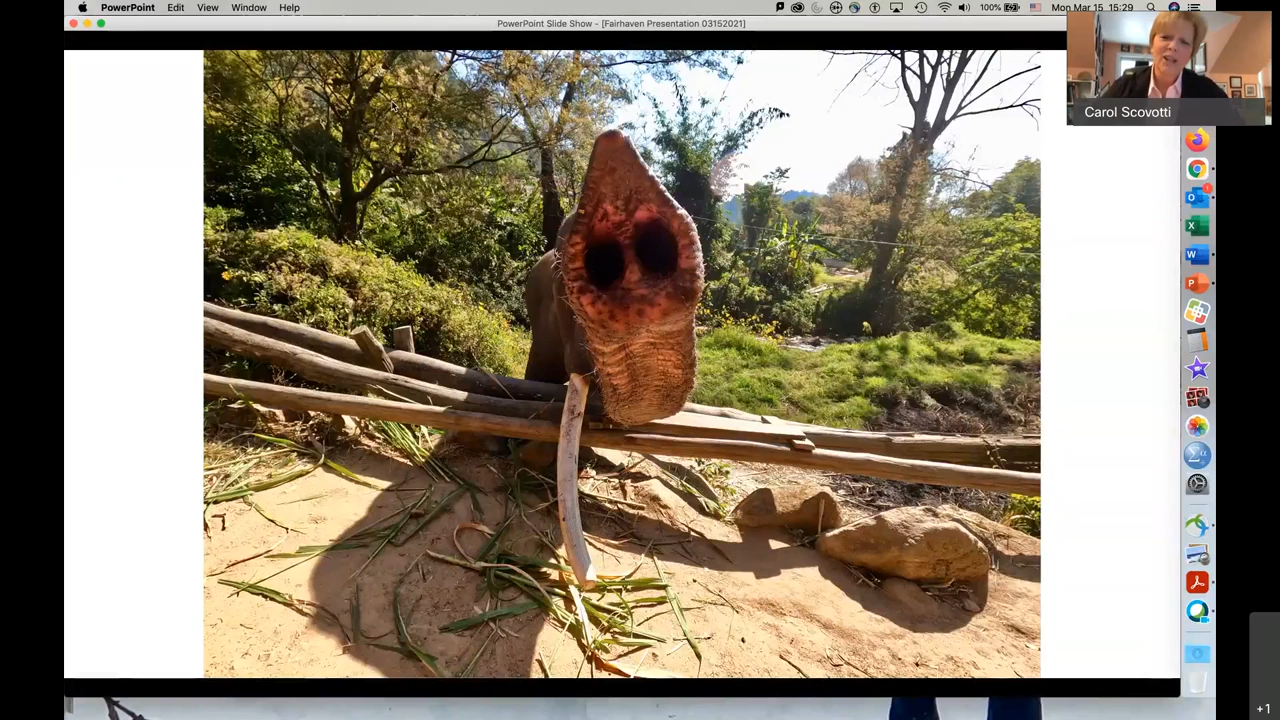 PowerPoint Edit View Window Help
100% Mon Mar 15 15:29
PowerPoint Slide Show - [Fairhaven Presentation 03152021]
Carol Scovotti
+1